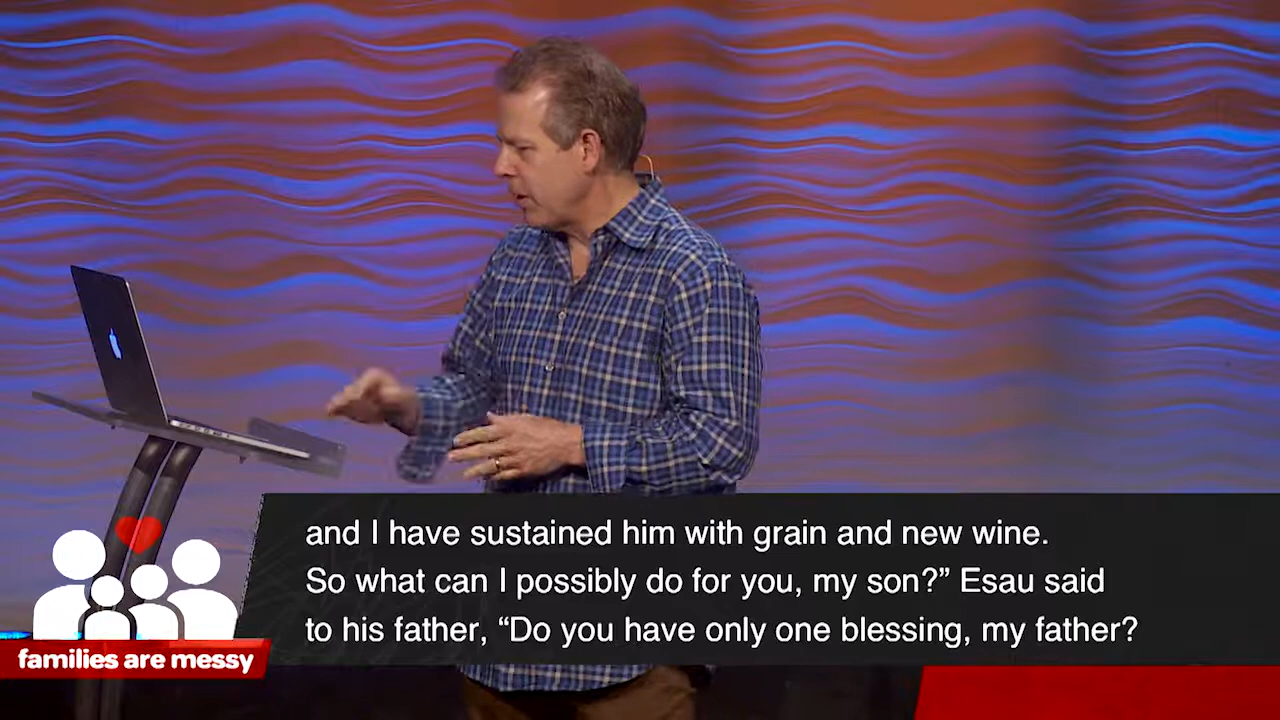 and I have sustained him with grain and new wine.
So what can I possibly do for you, my son?” Esau said
to his father, “Do you have only one blessing, my father?
families are messy